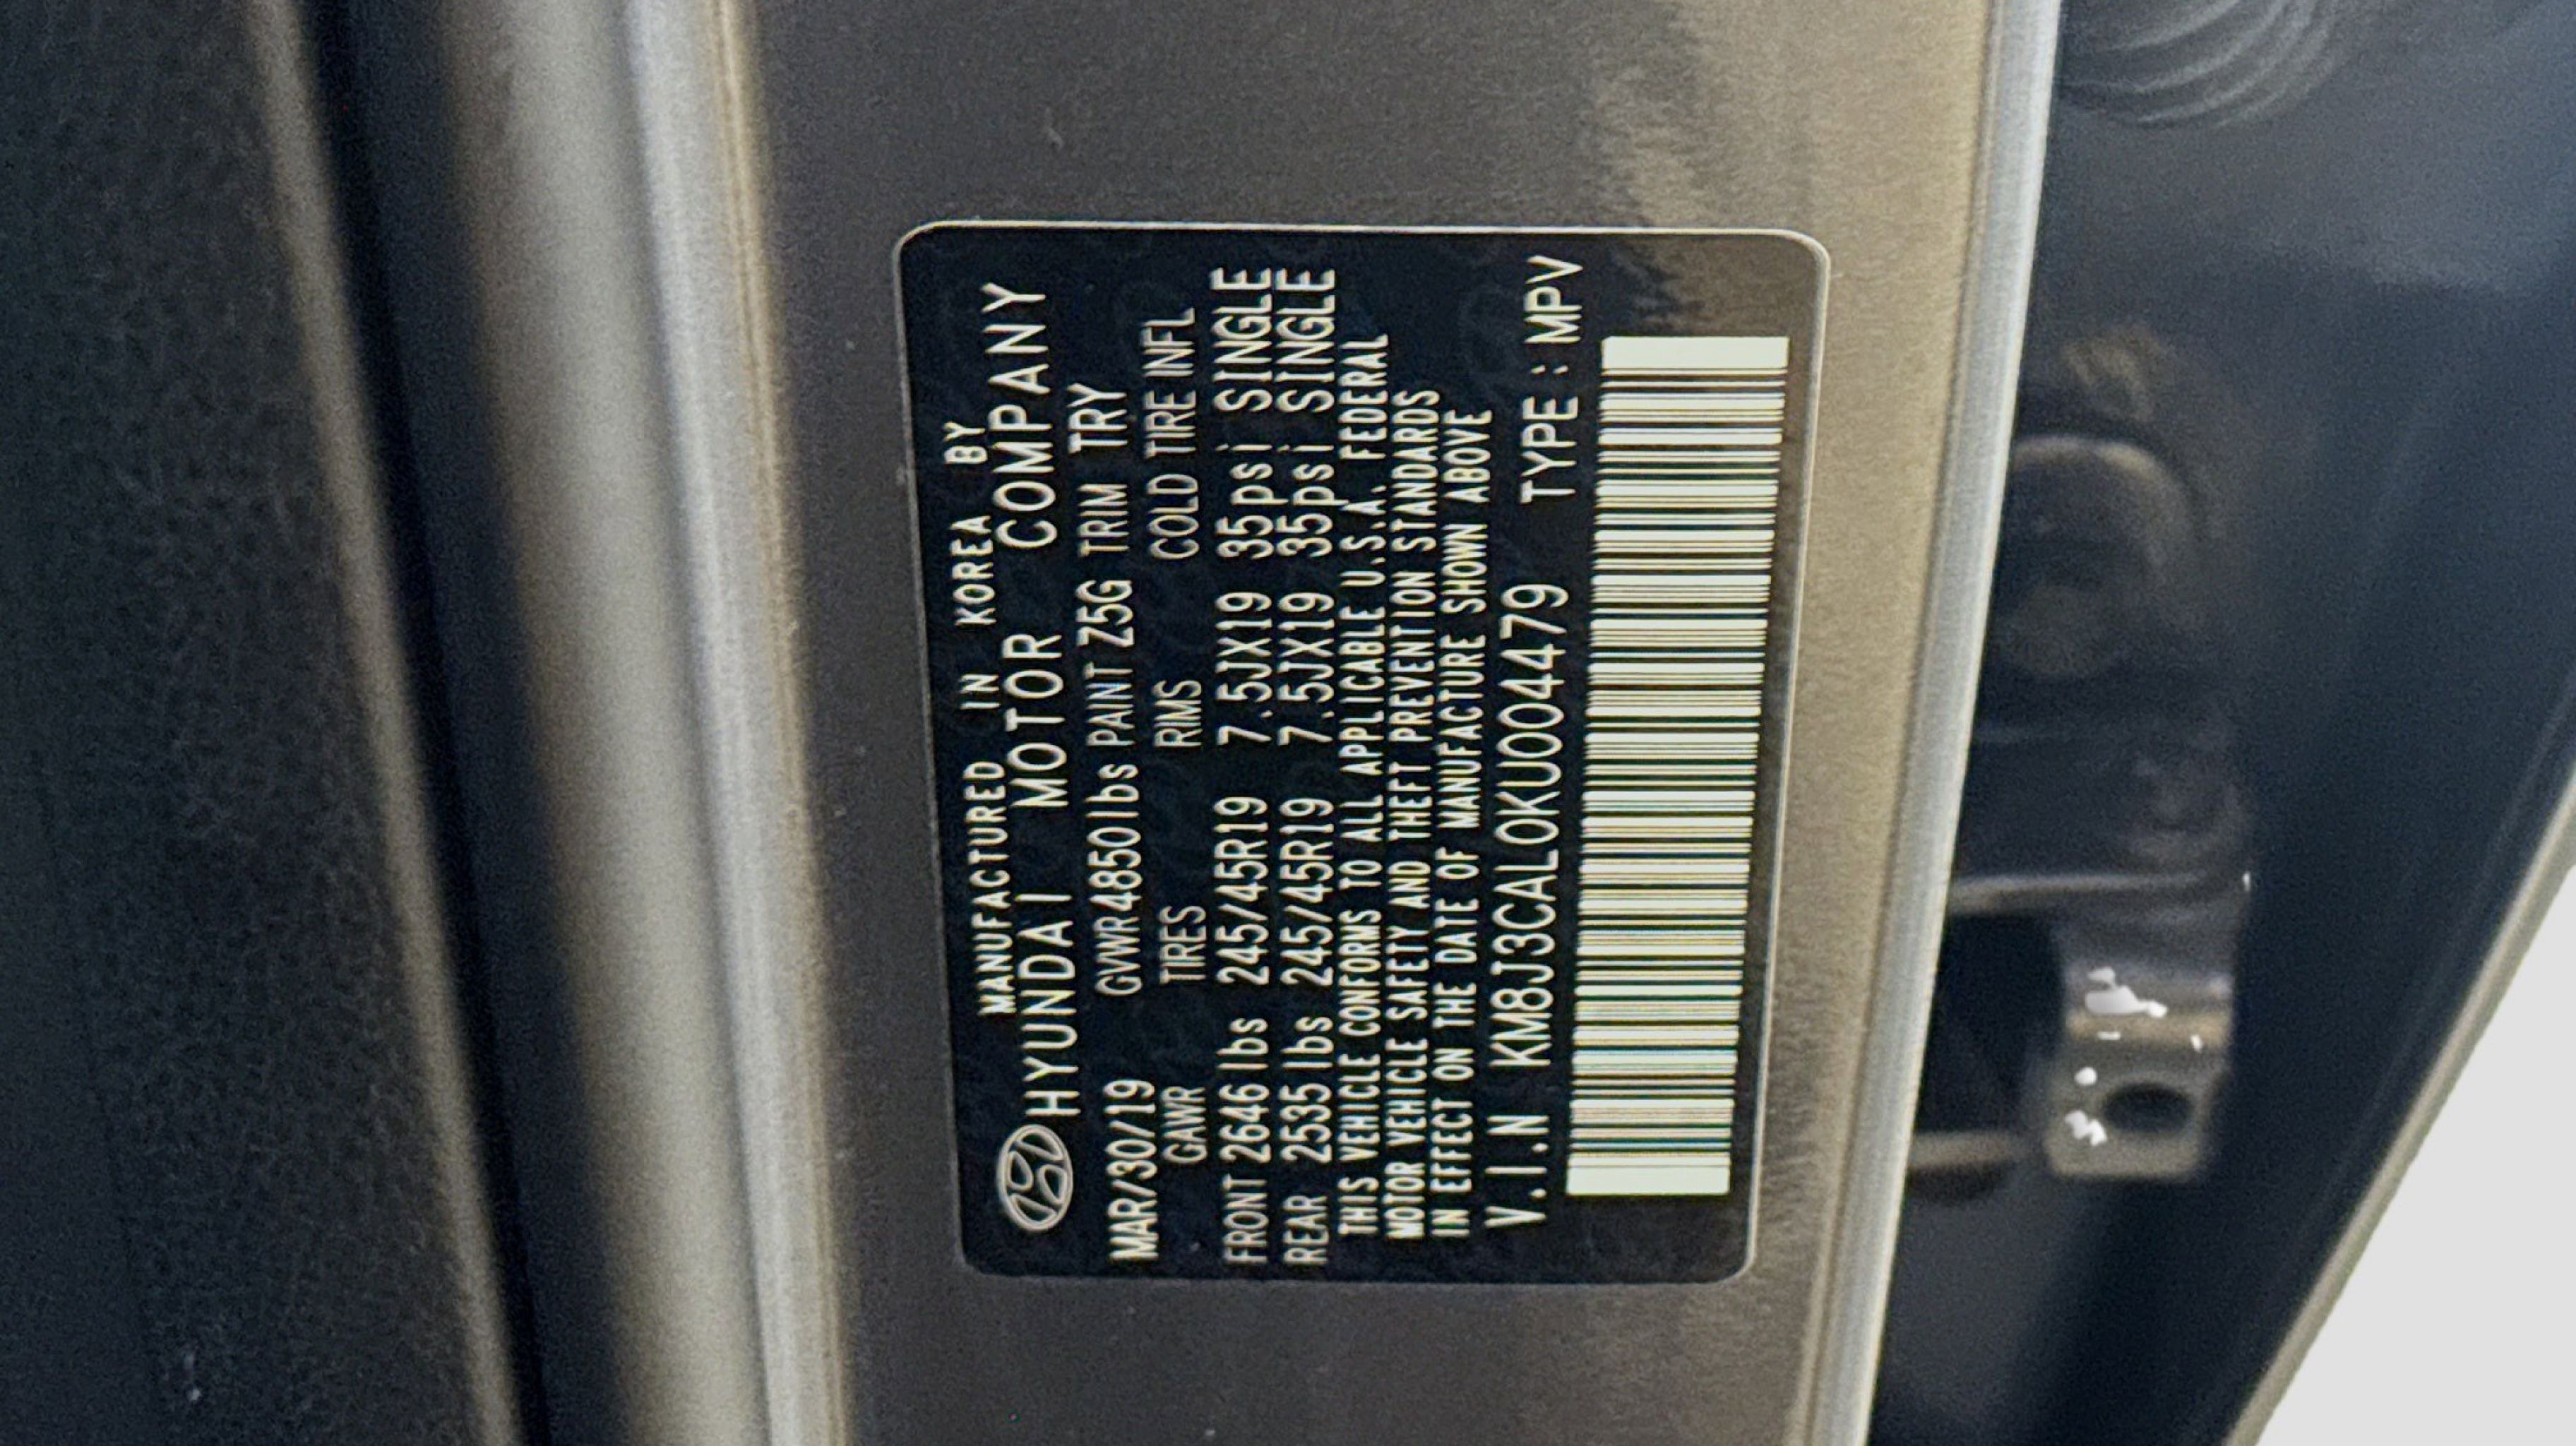 MANUFACTURED IN KOREA BY
HYUNDAI MOTOR COMPANY
MAR/30/19 GVWR4850lbs PAINT Z5G TRIM TRY
GAWR TIRES RIMS COLD TIRE INFL
FRONT 2646 lbs 245/45R19 7.5JX19 35psi SINGLE
REAR 2535 lbs 245/45R19 7.5JX19 35psi SINGLE
THIS VEHICLE CONFORMS TO ALL APPLICABLE U.S.A. FEDERAL
MOTOR VEHICLE SAFETY AND THEFT PREVENTION STANDARDS
IN EFFECT ON THE DATE OF MANUFACTURE SHOWN ABOVE
V.I.N KM8J3CAL0KU004479 TYPE : MPV